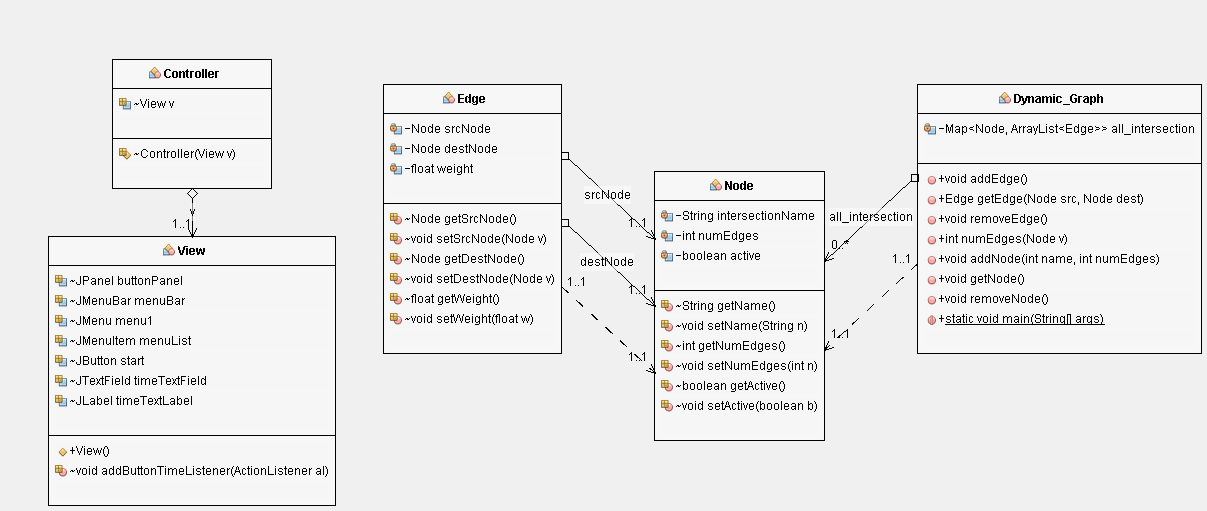 Controller
~View v
~Controller(View v)
1..1
View
~JPanel buttonPanel
~JMenuBar menuBar
~JMenu menu1
~JMenuItem menuList
~JButton start
~JTextField timeTextField
~JLabel timeTextLabel
+View()
~void addButtonTimeListener(ActionListener al)
Edge
-Node srcNode
-Node destNode
-float weight
~Node getSrcNode()
~void setSrcNode(Node v)
~Node getDestNode()
~void setDestNode(Node v)
~float getWeight()
~void setWeight(float w)
srcNode
1..1
destNode
1..1
1..1
1..1
Node
-String intersectionName
-int numEdges
-boolean active
~String getName()
~void setName(String n)
~int getNumEdges()
~void setNumEdges(int n)
~boolean getActive()
~void setActive(boolean b)
all_intersection
0..*
1..1
1..1
Dynamic_Graph
-Map<Node, ArrayList<Edge>> all_intersection
+void addEdge()
+Edge getEdge(Node src, Node dest)
+void removeEdge()
+int numEdges(Node v)
+void addNode(int name, int numEdges)
+void getNode()
+void removeNode()
+static void main(String[] args)